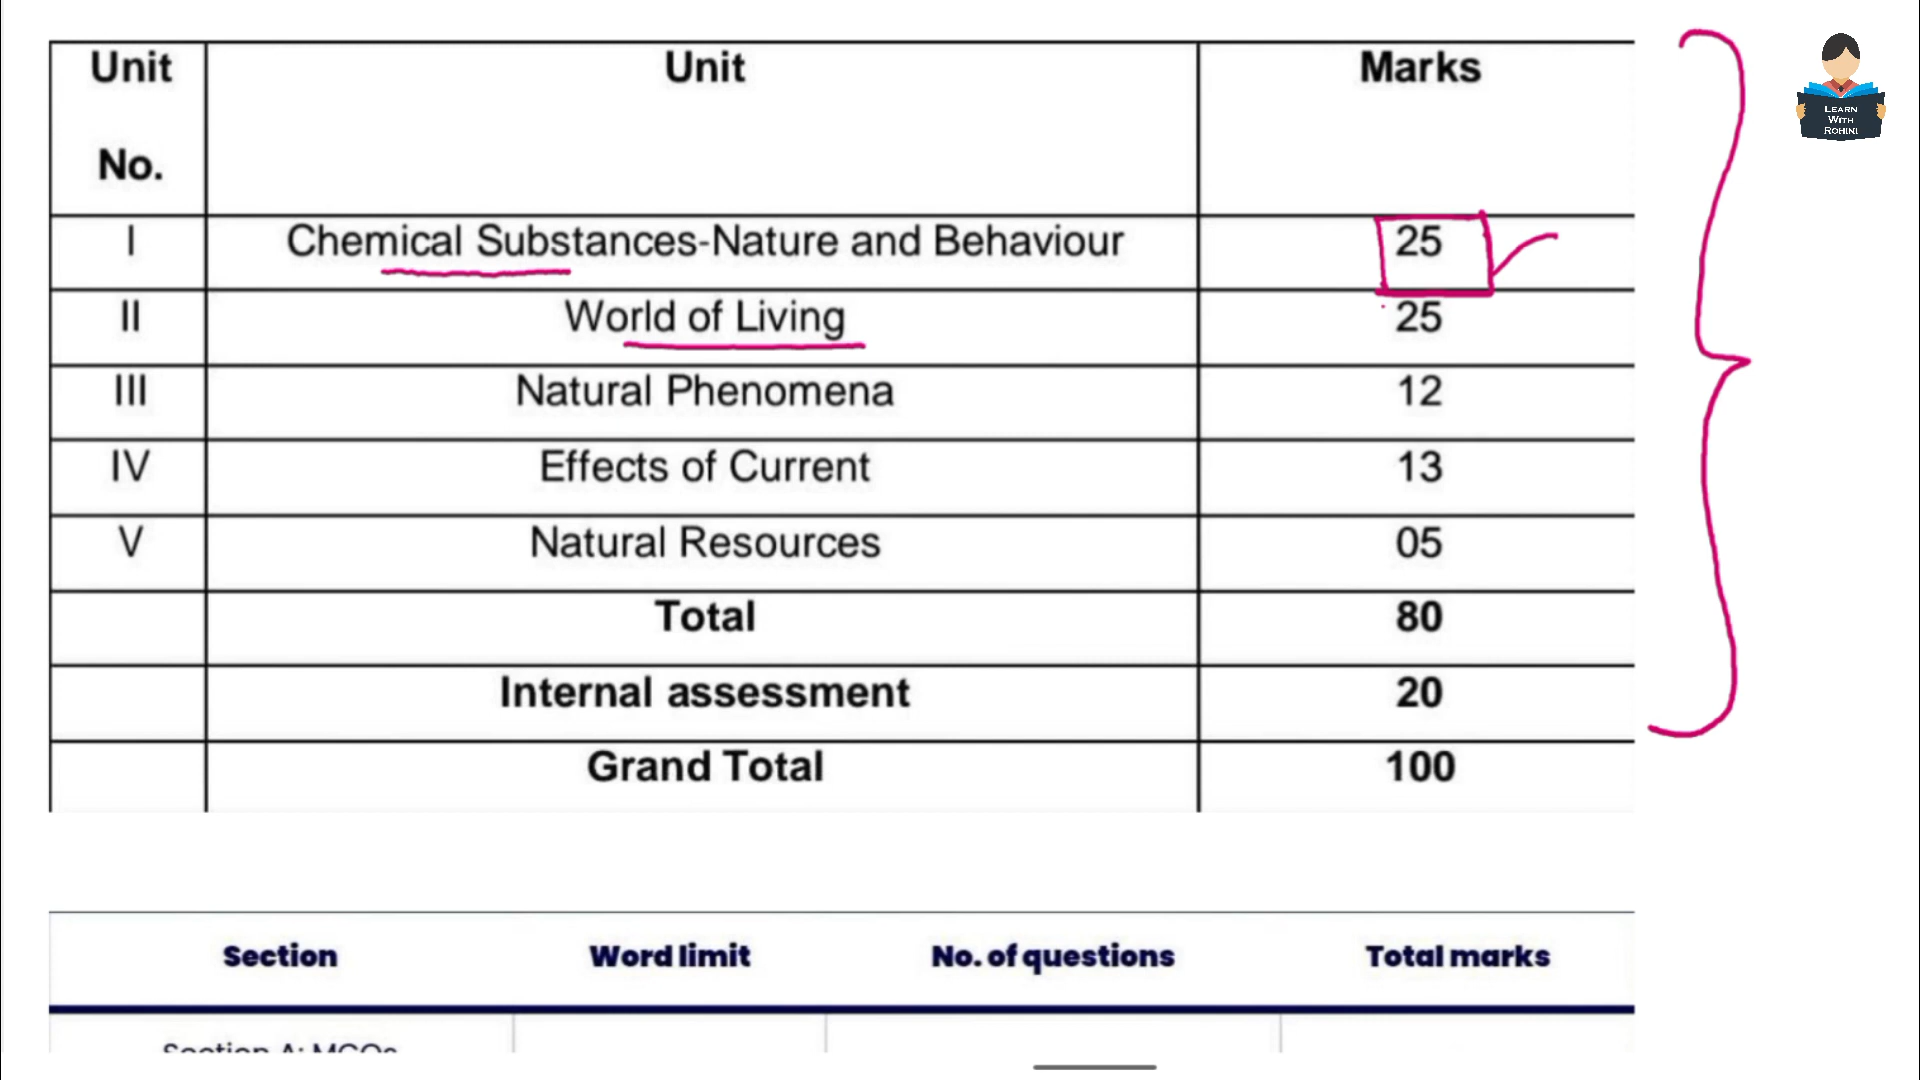 Unit No. Unit Marks
I Chemical Substances-Nature and Behaviour 25
II World of Living 25
III Natural Phenomena 12
IV Effects of Current 13
V Natural Resources 05
Total 80
Internal assessment 20
Grand Total 100
Section Word limit No. of questions Total marks
Section A: MCQs
LEARN
WITH
ROHINI